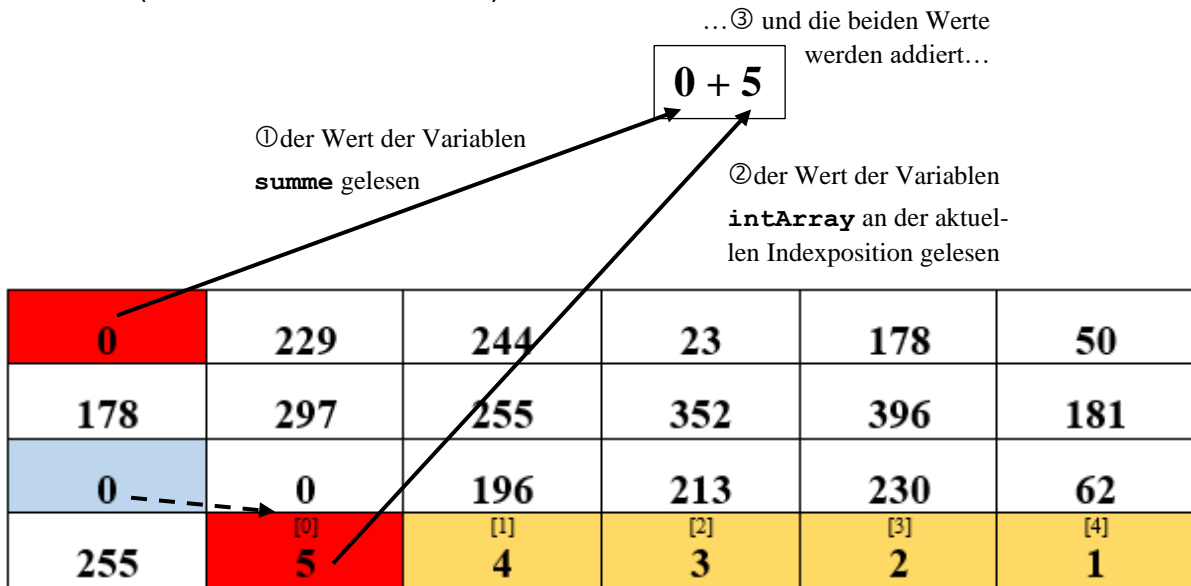 …③ und die beiden Werte
werden addiert…
0 + 5
①der Wert der Variablen
summe gelesen
②der Wert der Variablen
intArray an der aktuel-
len Indexposition gelesen
0 229 244 23 178 50
178 297 255 352 396 181
0 0 196 213 230 62
[0] [1] [2] [3] [4]
255 5 4 3 2 1